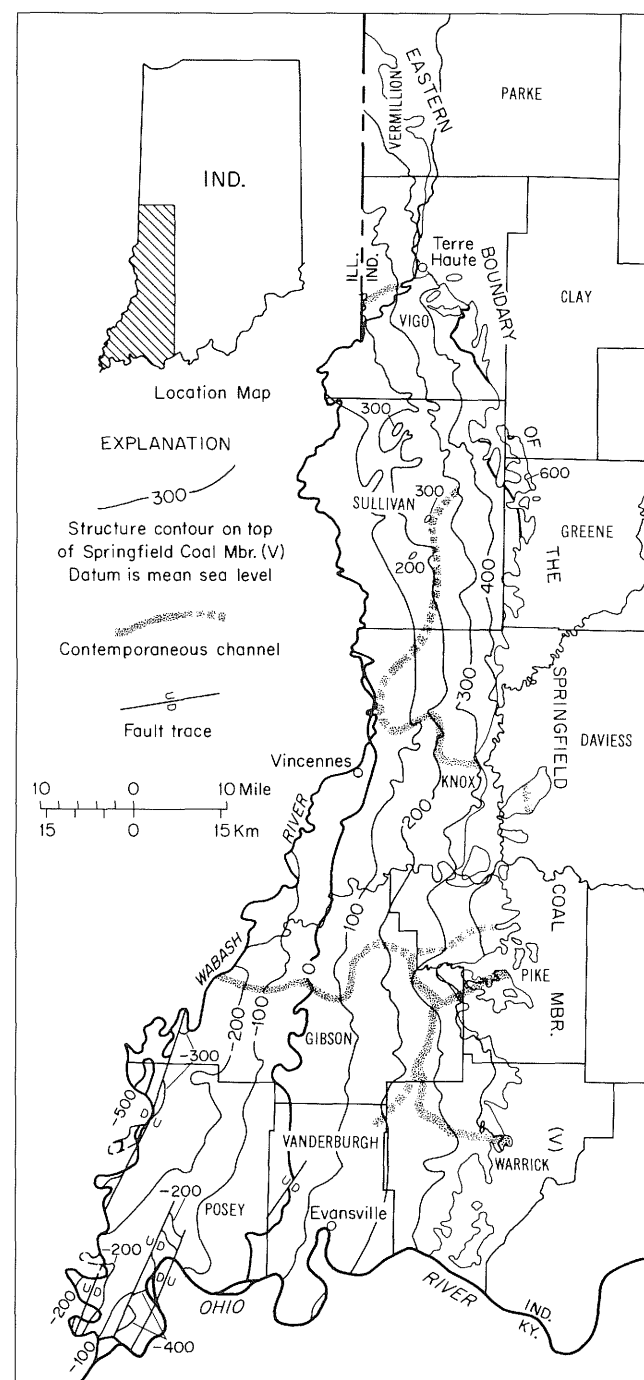 IND.
Location Map
EXPLANATION
300
Structure contour on top
of Springfield Coal Mbr. (V)
Datum is mean sea level
Contemporaneous channel
U
D
Fault trace
10 0 10 Mile
15 0 15 Km
PARKE
VERMILLION
EASTERN
BOUNDARY
OF
THE
SPRINGFIELD
COAL
MBR.
(V)
ILL.
IND.
Terre
Haute
VIGO
CLAY
300
SULLIVAN
300
200
600
GREENE
400
300
Vincennes
KNOX
DAVIESS
200
RIVER
WABASH
100
0
-100
-200
GIBSON
PIKE
-300
-500
D
U
VANDERBURGH
WARRICK
POSEY
U
D
Evansville
-200
-200
U
D
D
U
U
D
-200
-100
-400
OHIO
RIVER
IND.
KY.